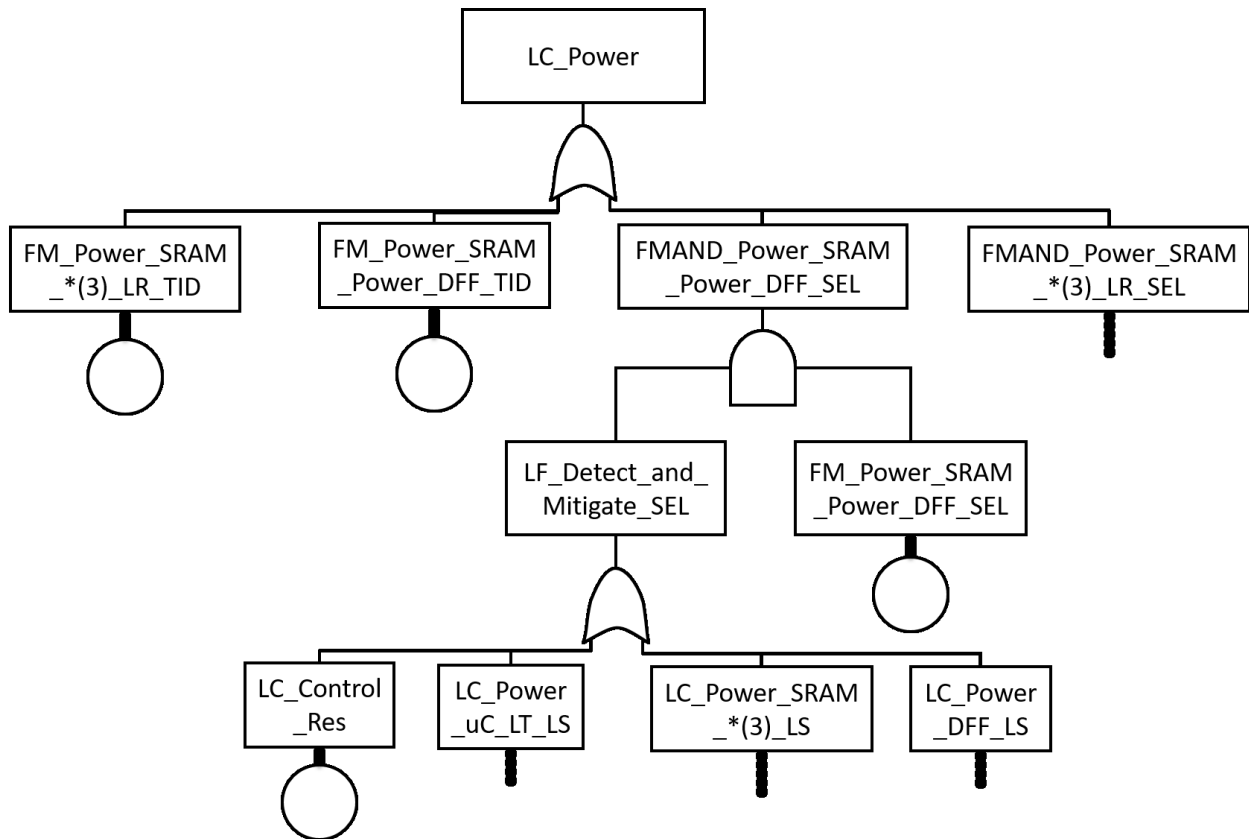 LC_Power
FM_Power_SRAM
_*(3)_LR_TID
FM_Power_SRAM
_Power_DFF_TID
FMAND_Power_SRAM
_Power_DFF_SEL
FMAND_Power_SRAM
_*(3)_LR_SEL
LF_Detect_and_
Mitigate_SEL
FM_Power_SRAM
_Power_DFF_SEL
LC_Control
_Res
LC_Power
_uC_LT_LS
LC_Power_SRAM
_*(3)_LS
LC_Power
_DFF_LS